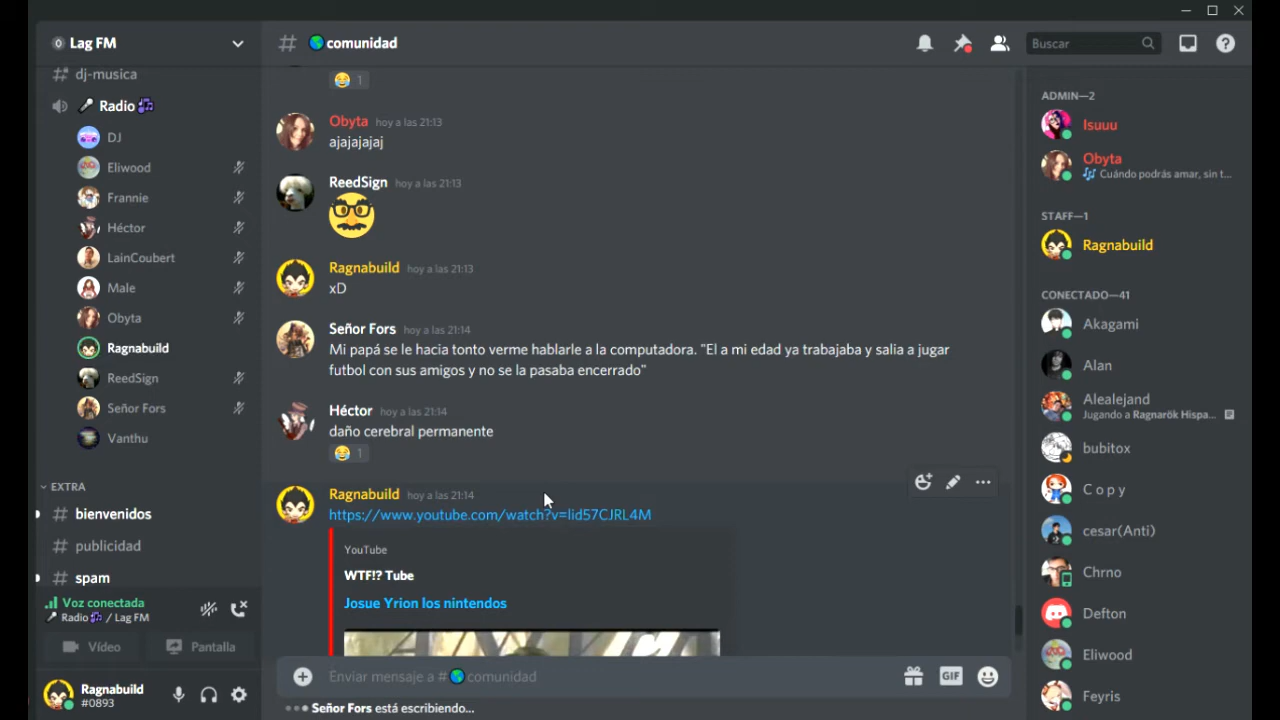 Lag FM
dj-musica
Radio
DJ
Eliwood
Frannie
Héctor
LainCoubert
Male
Obyta
Ragnabuild
ReedSign
Señor Fors
Vanthu
EXTRA
bienvenidos
publicidad
spam
Voz conectada
Radio / Lag FM
Vídeo
Pantalla
Ragnabuild
#0893
comunidad
1
Obyta hoy a las 21:13
ajajajajaj
ReedSign hoy a las 21:13
Ragnabuild hoy a las 21:13
xD
Señor Fors hoy a las 21:14
Mi papá se le hacia tonto verme hablarle a la computadora. "El a mi edad ya trabajaba y salia a jugar
futbol con sus amigos y no se la pasaba encerrado"
Héctor hoy a las 21:14
daño cerebral permanente
1
Ragnabuild hoy a las 21:14
https://www.youtube.com/watch?v=lid57CJRL4M
YouTube
WTF!? Tube
Josue Yrion los nintendos
Enviar mensaje a #comunidad
GIF
Señor Fors está escribiendo...
Buscar
ADMIN—2
Isuuu
Obyta
Cuándo podrás amar, sin t...
STAFF—1
Ragnabuild
CONECTADO—41
Akagami
Alan
Alealejand
Jugando a Ragnarök Hispa...
bubitox
C o p y
cesar(Anti)
Chrno
Defton
Eliwood
Feyris